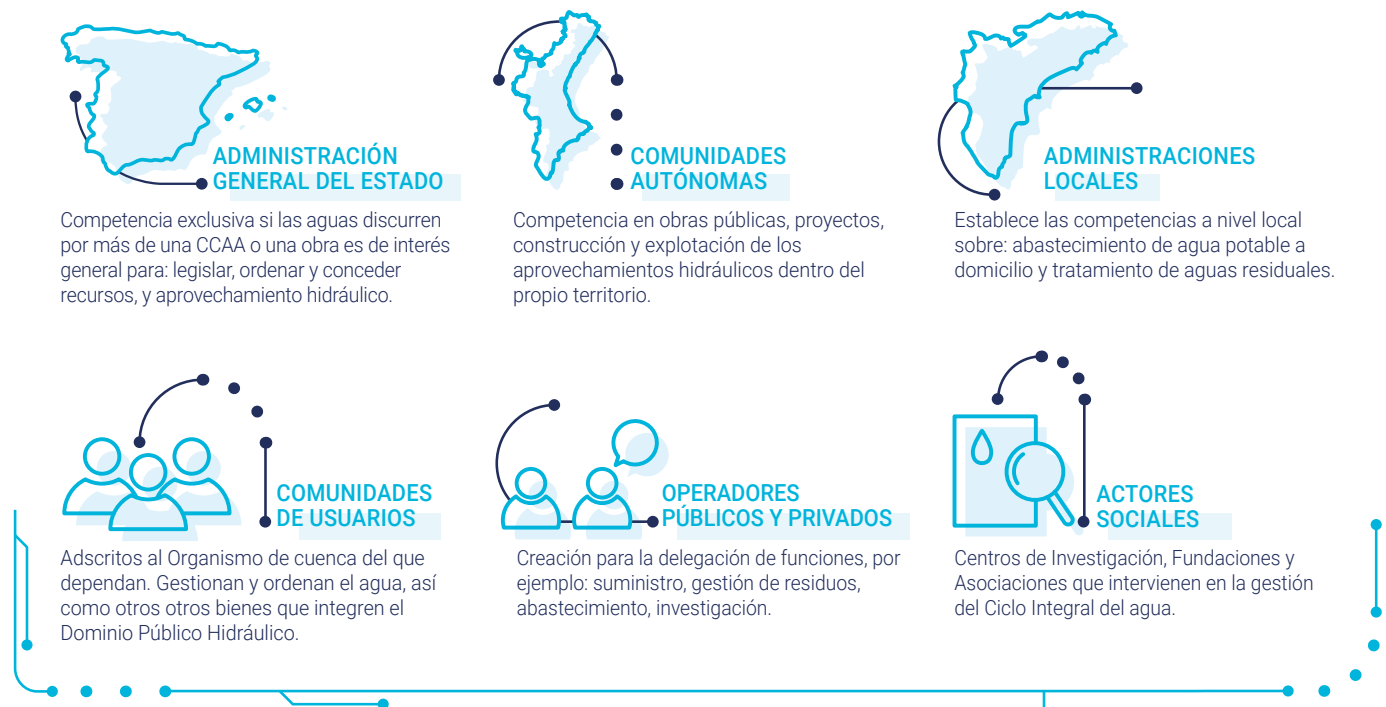 ADMINISTRACIÓN
GENERAL DEL ESTADO
Competencia exclusiva si las aguas discurren
por más de una CCAA o una obra es de interés
general para: legislar, ordenar y conceder
recursos, y aprovechamiento hidráulico.
COMUNIDADES
AUTÓNOMAS
Competencia en obras públicas, proyectos,
construcción y explotación de los
aprovechamientos hidráulicos dentro del
propio territorio.
ADMINISTRACIONES
LOCALES
Establece las competencias a nivel local
sobre: abastecimiento de agua potable a
domicilio y tratamiento de aguas residuales.
COMUNIDADES
DE USUARIOS
Adscritos al Organismo de cuenca del que
dependan. Gestionan y ordenan el agua, así
como otros otros bienes que integren el
Dominio Público Hidráulico.
OPERADORES
PÚBLICOS Y PRIVADOS
Creación para la delegación de funciones, por
ejemplo: suministro, gestión de residuos,
abastecimiento, investigación.
ACTORES
SOCIALES
Centros de Investigación, Fundaciones y
Asociaciones que intervienen en la gestión
del Ciclo Integral del agua.